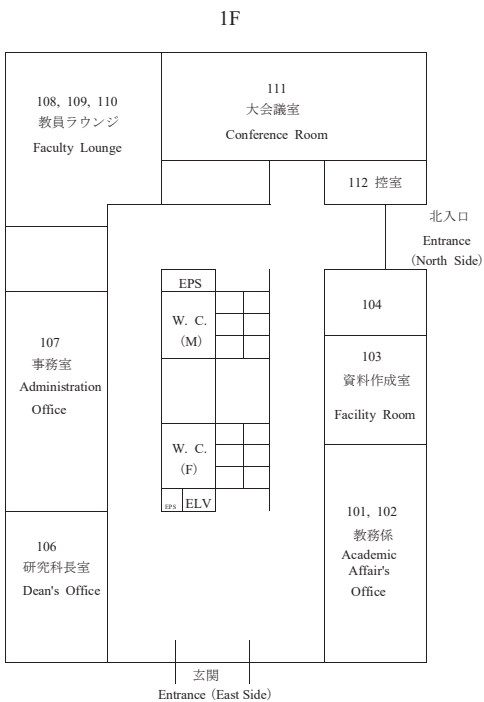 1F
108, 109, 110
教員ラウンジ
Faculty Lounge
111
大会議室
Conference Room
112 控室
北入口
Entrance
(North Side)
EPS
W. C.
(M)
104
107
事務室
Administration
Office
103
資料作成室
Facility Room
W. C.
(F)
EPS
ELV
101, 102
教務係
Academic
Affair's
Office
106
研究科長室
Dean's Office
玄関
Entrance (East Side)